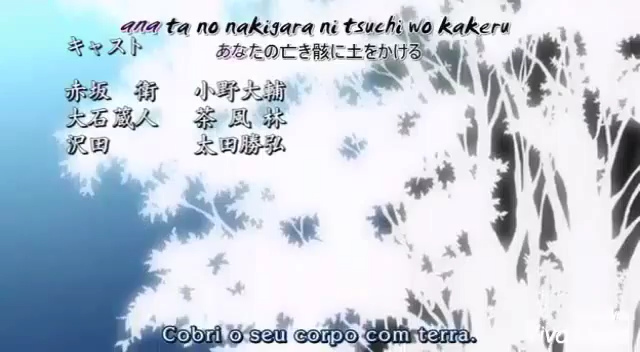 ana ta no nakigara ni tsuchi wo kakeru
あなたの亡き骸に土をかける
キャスト
赤坂 衛 小野大輔
大石蔵人 茶風林
沢田 太田勝弘
Cobri o seu corpo com terra.